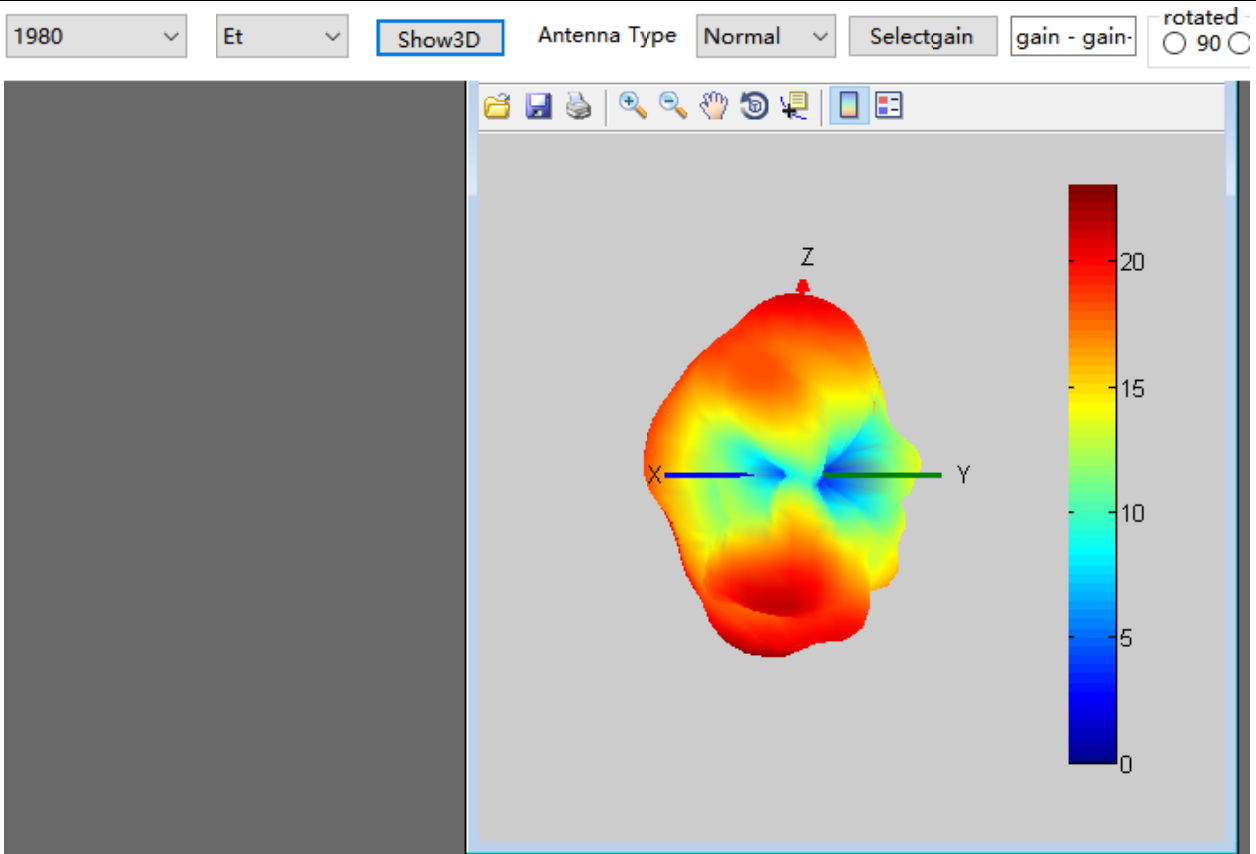 rotated
1980 Et Show3D Antenna Type Normal Selectgain gain - gain- 90
Z
20
15
X Y
10
5
0